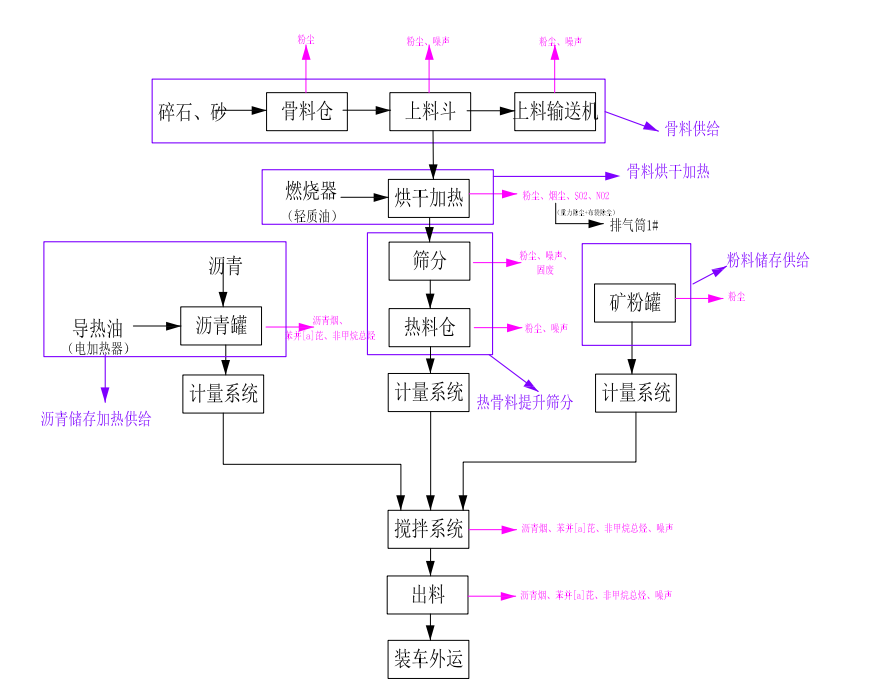 粉尘
粉尘、噪声
粉尘、噪声
碎石、砂
骨料仓
上料斗
上料输送机
骨料供给
燃烧器
（轻质油）
烘干加热
骨料烘干加热
粉尘、烟尘、SO2、NO2
（重力除尘+布袋除尘）
排气筒1#
沥青
筛分
粉尘、噪声、
固废
粉料储存供给
导热油
（电加热器）
沥青罐
沥青烟、
苯并[a]芘、非甲烷总烃
热料仓
粉尘、噪声
矿粉罐
粉尘
计量系统
计量系统
计量系统
沥青储存加热供给
热骨料提升筛分
搅拌系统
沥青烟、苯并[a]芘、非甲烷总烃、噪声
出料
沥青烟、苯并[a]芘、非甲烷总烃、噪声
装车外运